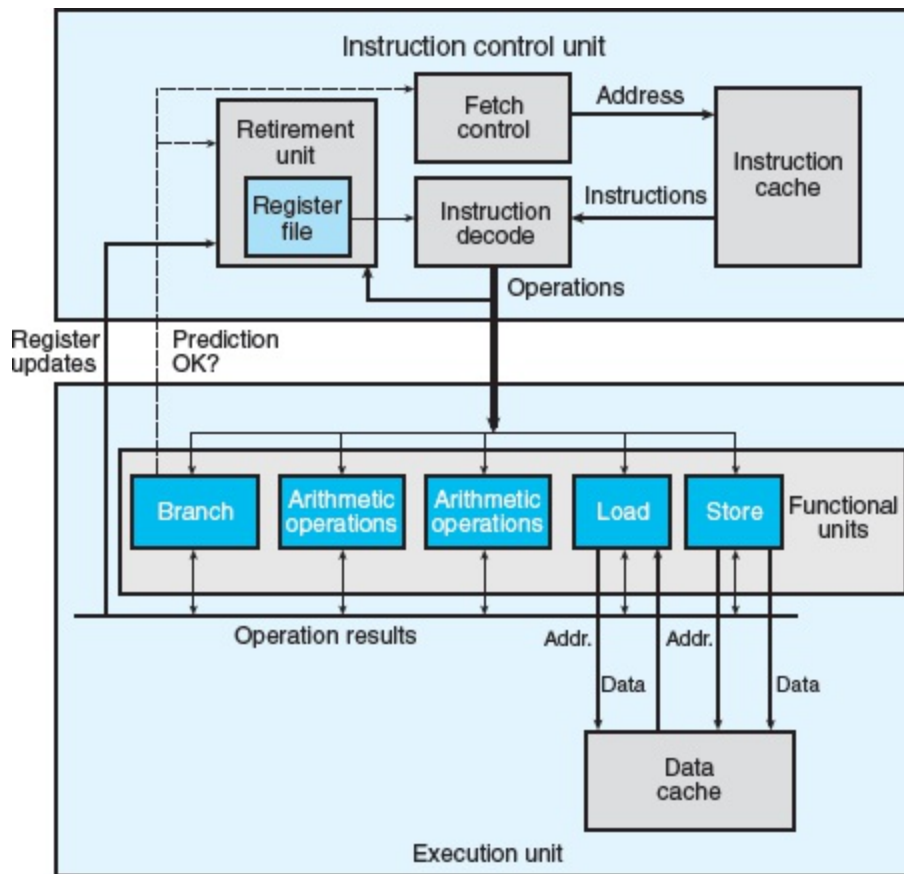 Instruction control unit
Fetch
control
Address
Retirement
unit
Instruction
cache
Register
file
Instruction
decode
Instructions
Operations
Register
updates
Prediction
OK?
Branch
Arithmetic
operations
Arithmetic
operations
Load
Store
Functional
units
Operation results
Addr.
Addr.
Data
Data
Data
cache
Execution unit